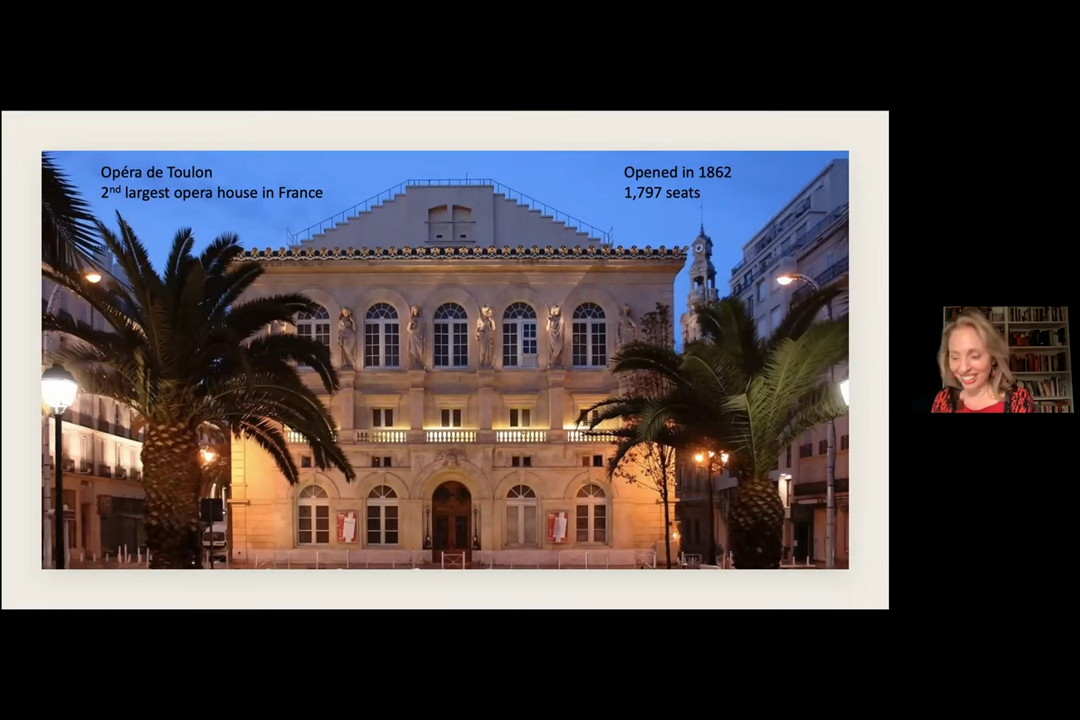 Opéra de Toulon
2nd largest opera house in France
Opened in 1862
1,797 seats